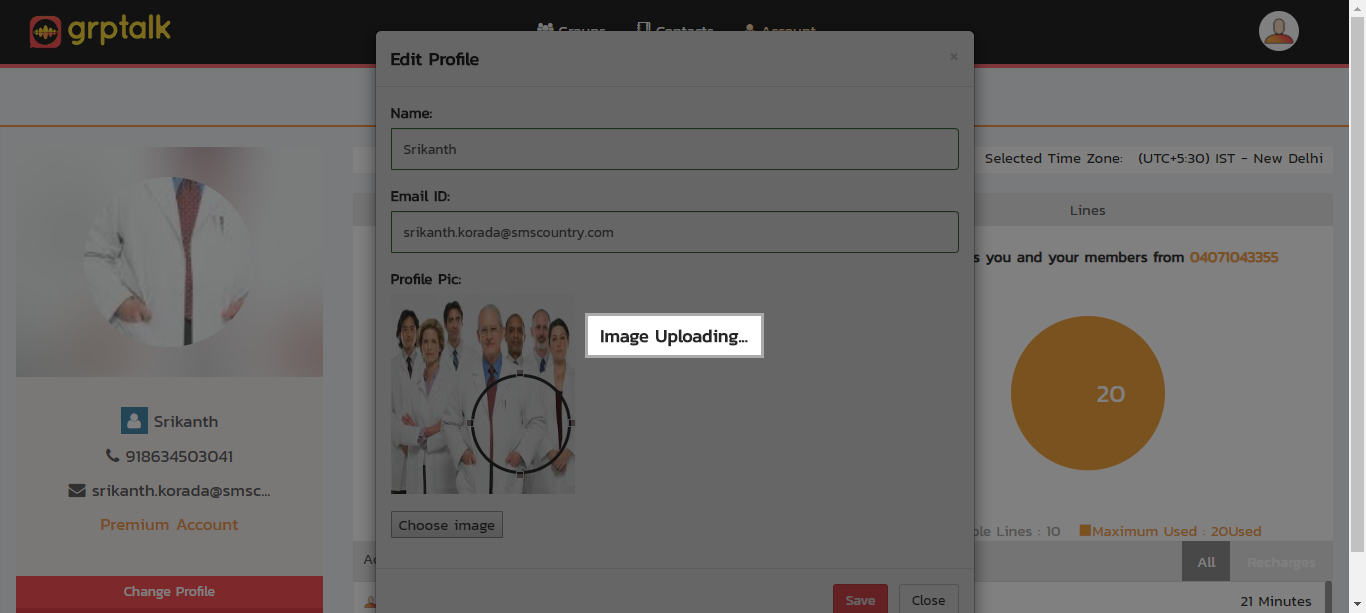 grptalk
Groups
Contacts
Account
Edit Profile
×
Name:
Srikanth
Email ID:
srikanth.korada@smscountry.com
Profile Pic:
Image Uploading...
Choose image
Save
Close
Srikanth
918634503041
srikanth.korada@smsc...
Premium Account
Change Profile
Selected Time Zone: (UTC+5:30) IST - New Delhi
Lines
you and your members from 04071043355
20
Lines : 10
Maximum Used : 20Used
All
Recharges
21 Minutes